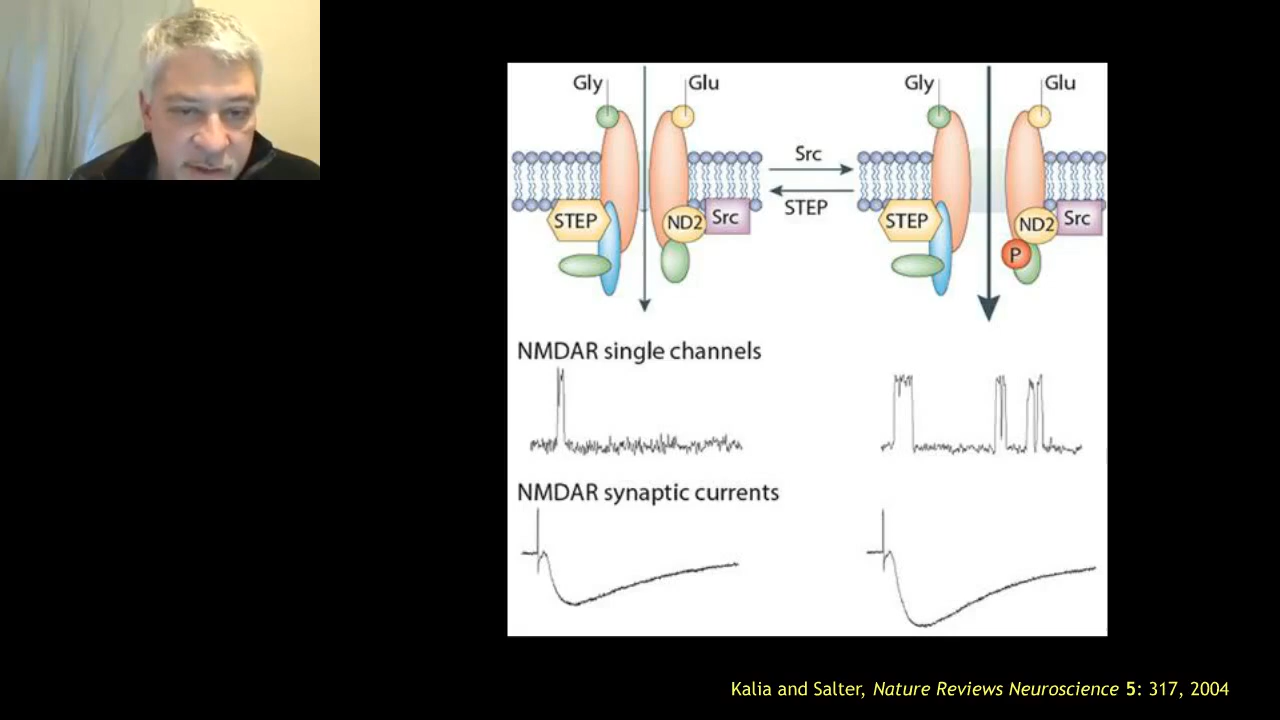 Gly Glu Gly Glu
Src
STEP
STEP ND2 Src STEP ND2 Src
P
NMDAR single channels
NMDAR synaptic currents
Kalia and Salter, Nature Reviews Neuroscience 5: 317, 2004